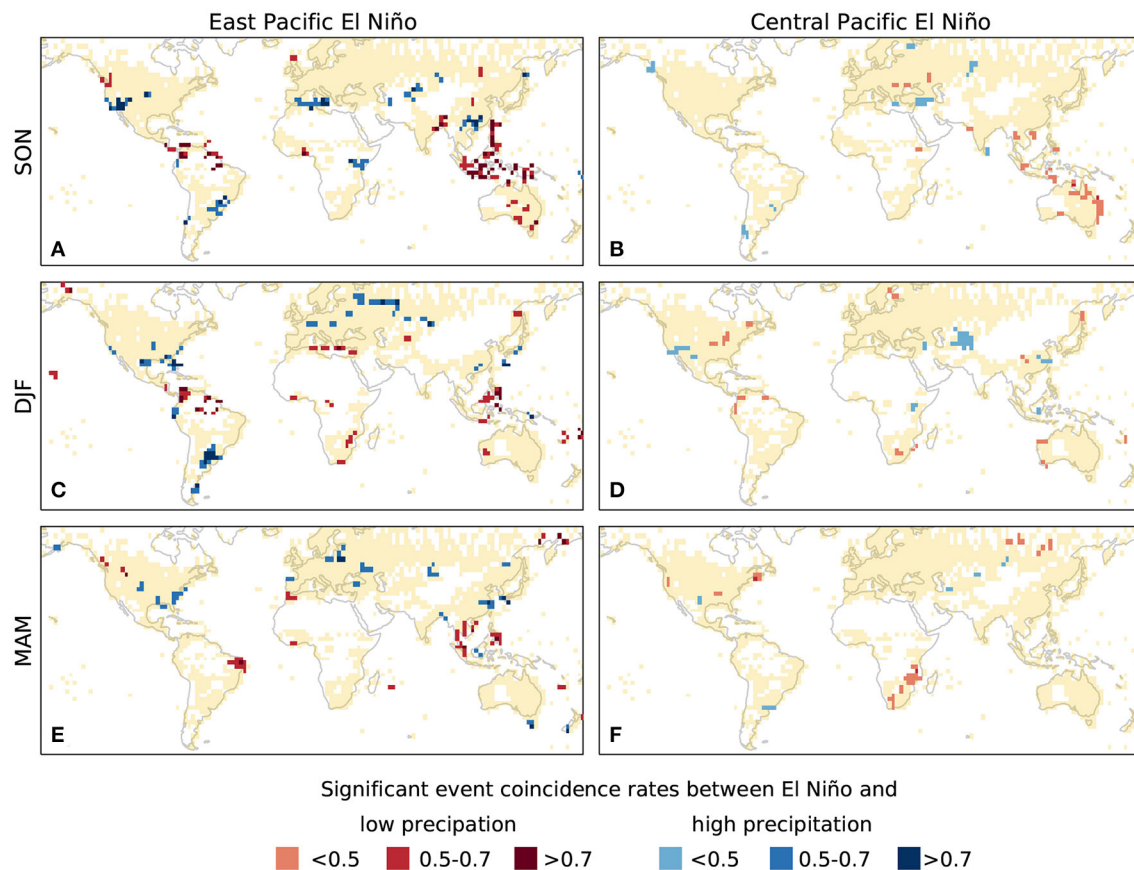 East Pacific El Niño
Central Pacific El Niño
SON
A
B
DJF
C
D
MAM
E
F
Significant event coincidence rates between El Niño and
low precipation
high precipitation
<0.5
0.5-0.7
>0.7
<0.5
0.5-0.7
>0.7